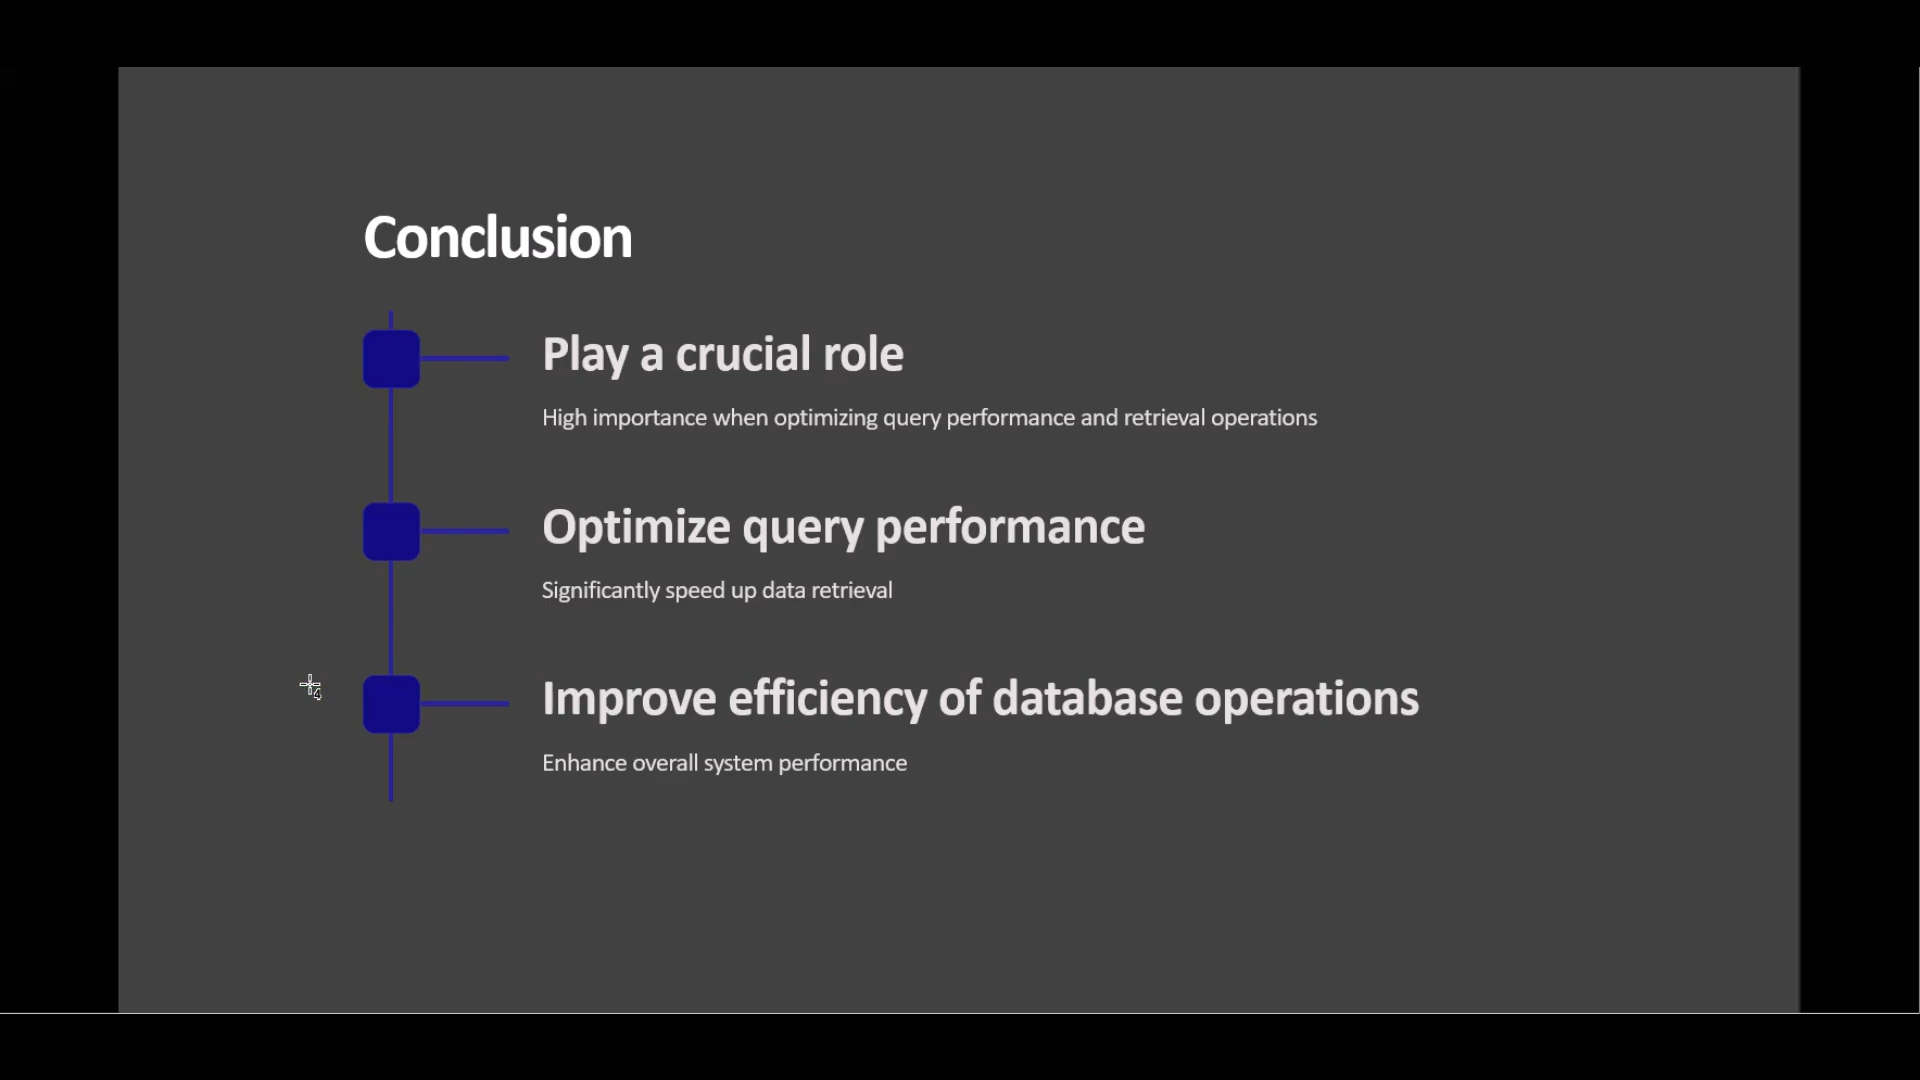 Conclusion
Play a crucial role
High importance when optimizing query performance and retrieval operations
Optimize query performance
Significantly speed up data retrieval
Improve efficiency of database operations
Enhance overall system performance